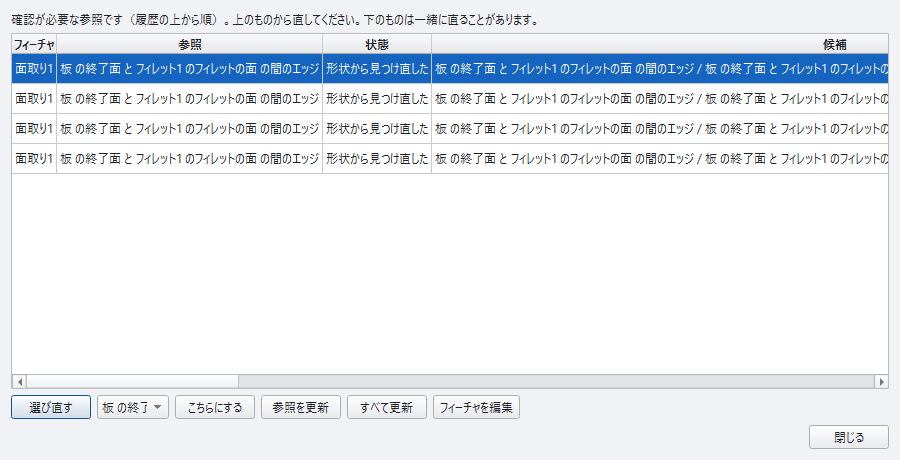 確認が必要な参照です（履歴の上から順）。上のものから直してください。下のものは一緒に直ることがあります。
フィーチャ 参照 状態 候補
面取り1 板 の終了面 と フィレット1 のフィレットの面 の間のエッジ 形状から見つけ直した 板 の終了面 と フィレット1 のフィレットの面 の間のエッジ / 板 の終了面 と フィレット1 のフィレットの
面取り1 板 の終了面 と フィレット1 のフィレットの面 の間のエッジ 形状から見つけ直した 板 の終了面 と フィレット1 のフィレットの面 の間のエッジ / 板 の終了面 と フィレット1 のフィレットの
面取り1 板 の終了面 と フィレット1 のフィレットの面 の間のエッジ 形状から見つけ直した 板 の終了面 と フィレット1 のフィレットの面 の間のエッジ / 板 の終了面 と フィレット1 のフィレットの
面取り1 板 の終了面 と フィレット1 のフィレットの面 の間のエッジ 形状から見つけ直した 板 の終了面 と フィレット1 のフィレットの面 の間のエッジ / 板 の終了面 と フィレット1 のフィレットの
選び直す 板 の終了 こちらにする 参照を更新 すべて更新 フィーチャを編集
閉じる